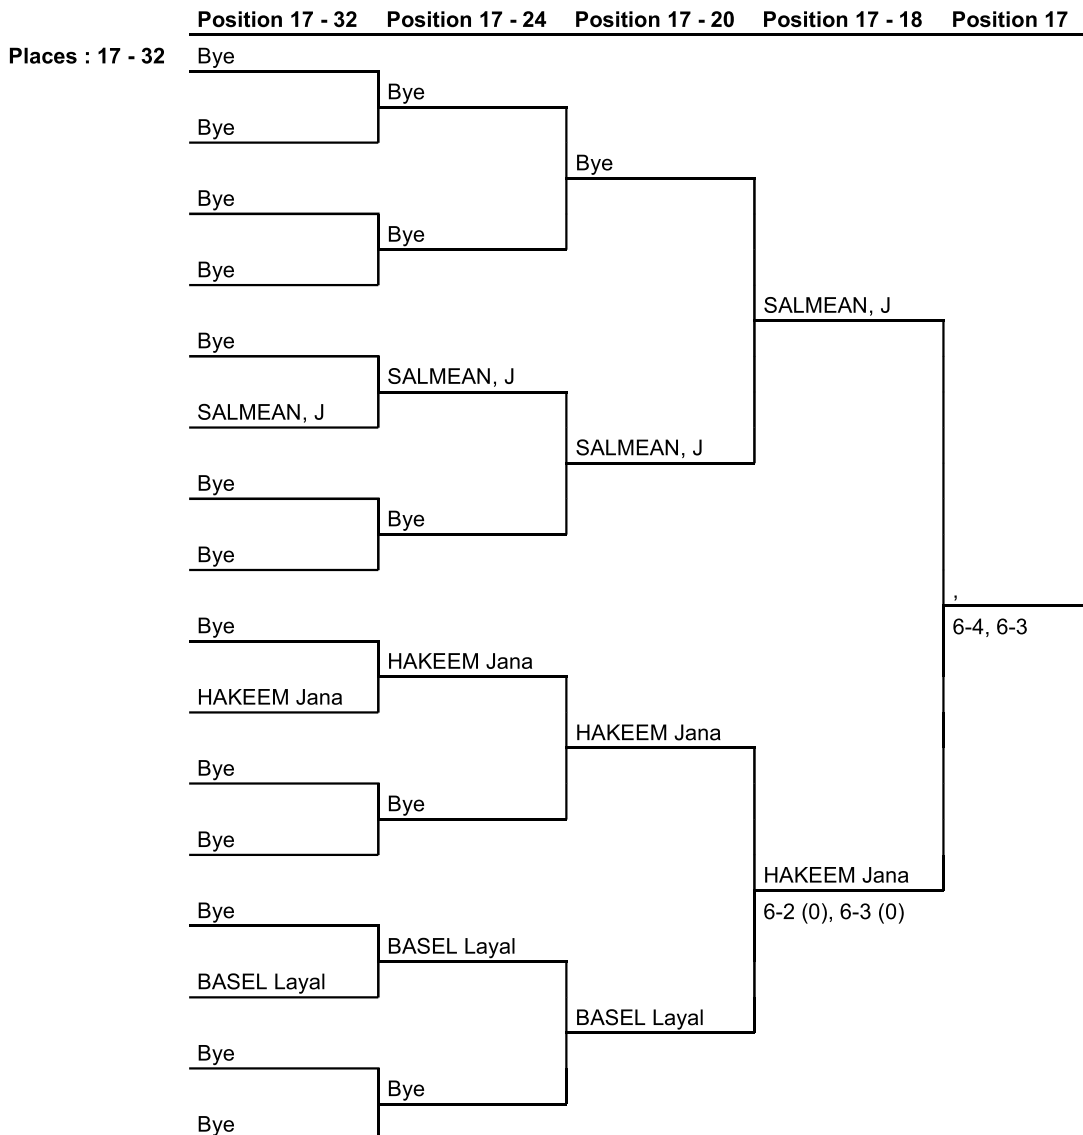 Position 17 - 32 Position 17 - 24 Position 17 - 20 Position 17 - 18 Position 17
Places : 17 - 32 Bye
Bye
Bye
Bye
Bye
Bye
Bye
SALMEAN, J
Bye
SALMEAN, J
SALMEAN, J
SALMEAN, J
Bye
Bye
Bye
,
Bye
6-4, 6-3
HAKEEM Jana
HAKEEM Jana
HAKEEM Jana
Bye
Bye
Bye
HAKEEM Jana
Bye
6-2 (0), 6-3 (0)
BASEL Layal
BASEL Layal
BASEL Layal
Bye
Bye
Bye